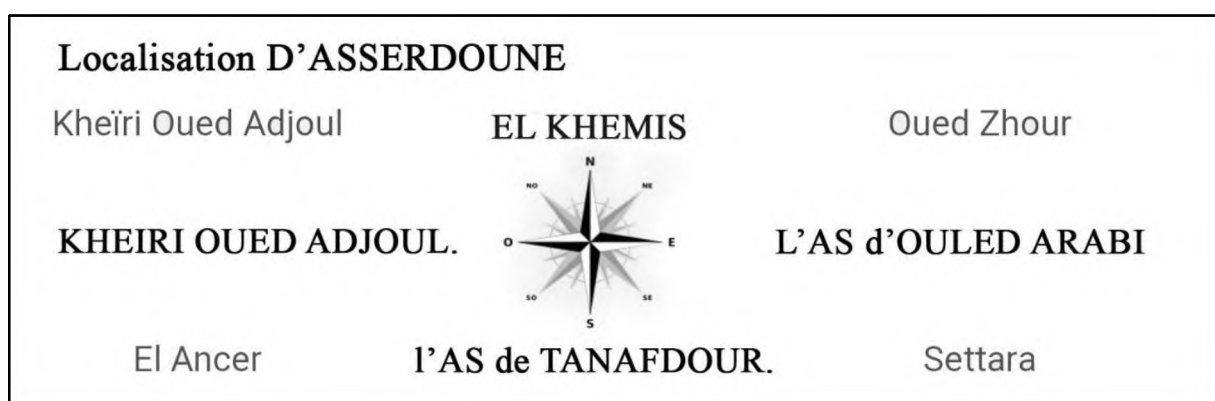 Localisation D’ASSERDOUNE
Kheïri Oued Adjoul EL KHEMIS Oued Zhour
N
NO NE
KHEIRI OUED ADJOUL. O E L’AS d’OULED ARABI
SO SE
S
El Ancer l’AS de TANAFDOUR. Settara